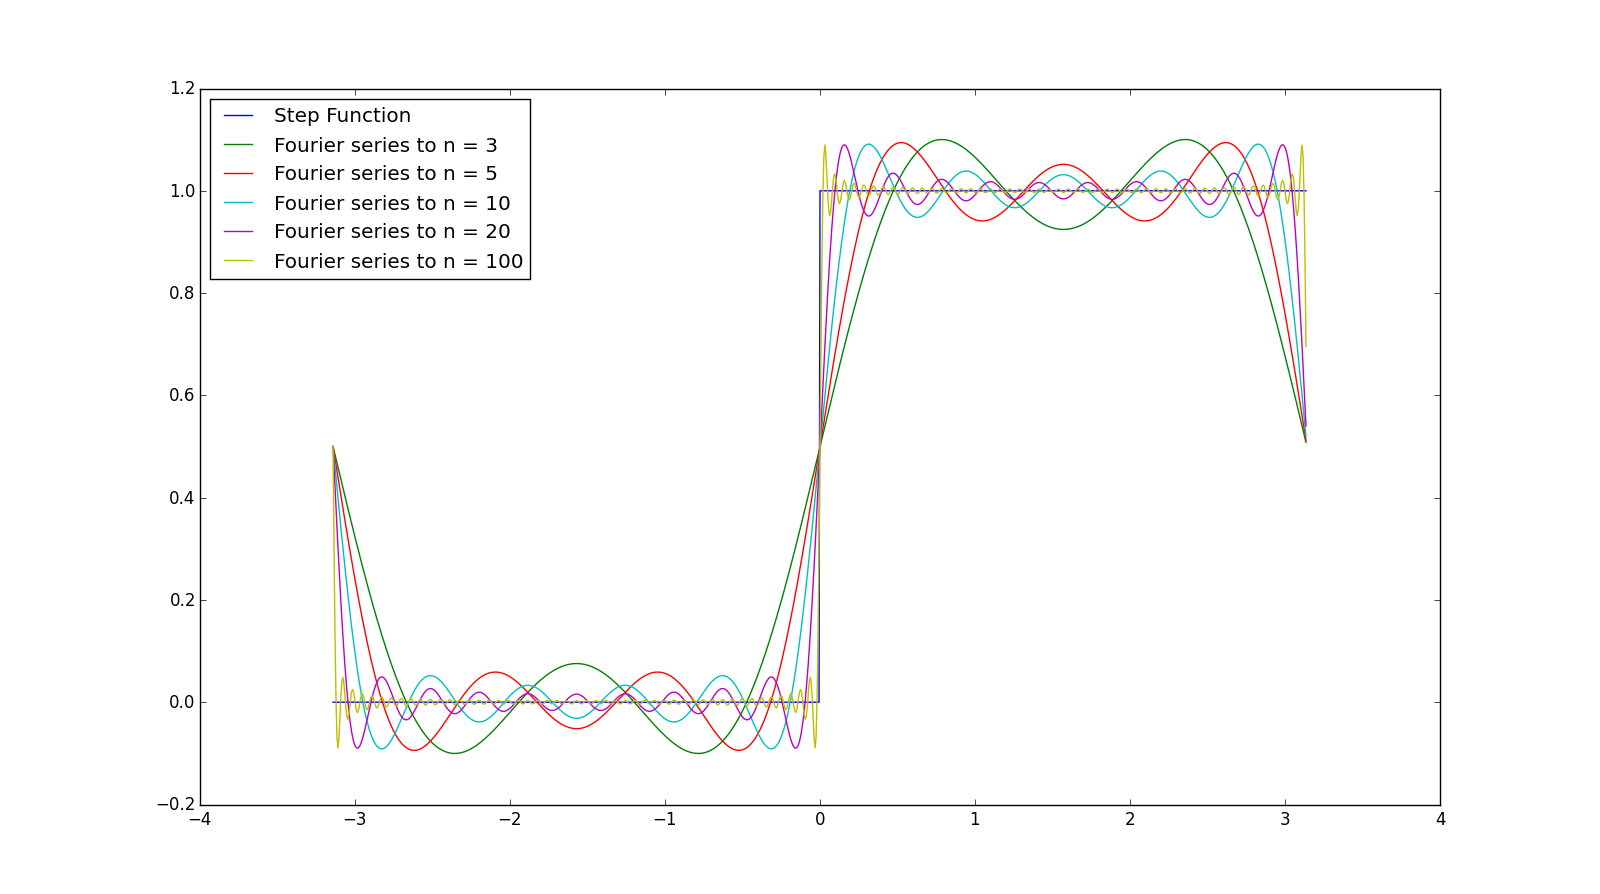 1.2
1.0
0.8
0.6
0.4
0.2
0.0
−0.2
Step Function
Fourier series to n = 3
Fourier series to n = 5
Fourier series to n = 10
Fourier series to n = 20
Fourier series to n = 100
−4 −3 −2 −1 0 1 2 3 4